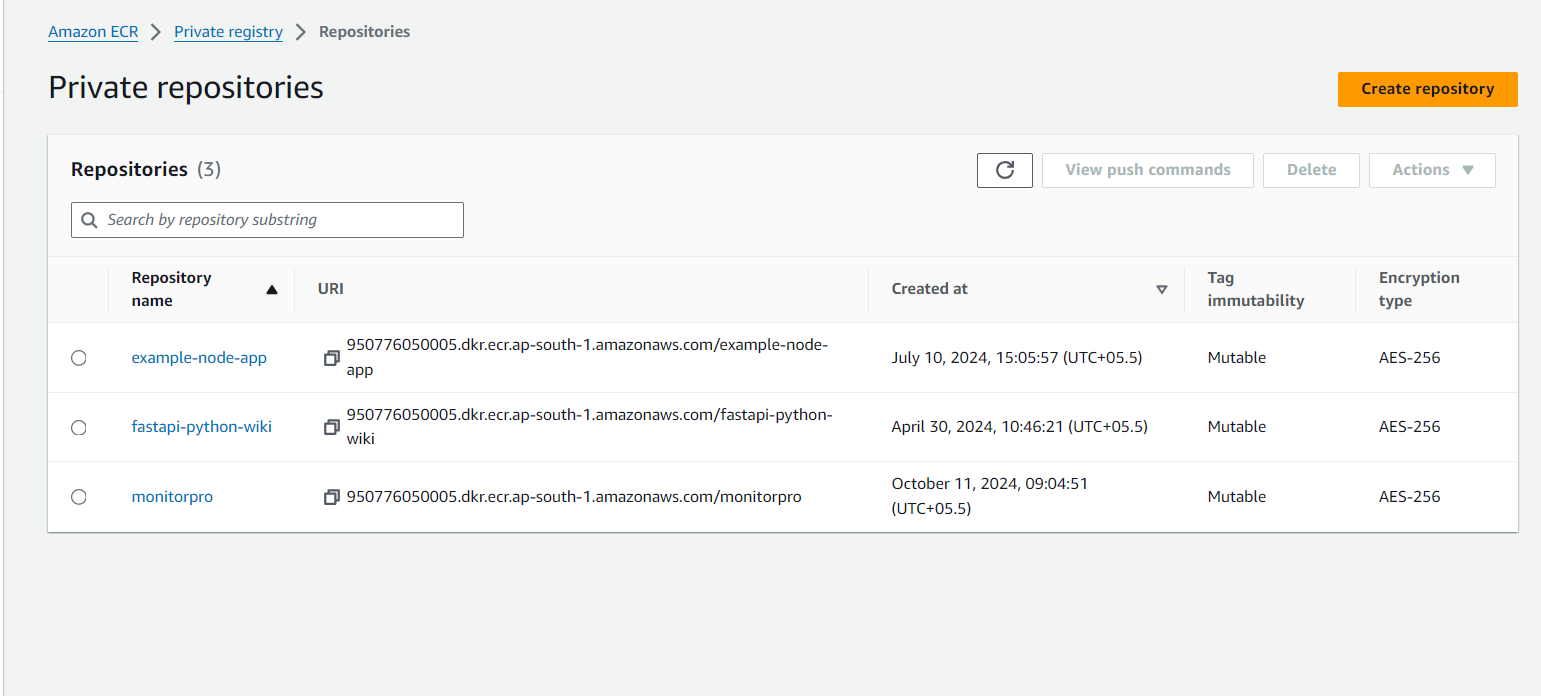 Amazon ECR > Private registry > Repositories
Private repositories
Create repository
Repositories (3)
View push commands
Delete
Actions
Search by repository substring
Repository name
URI
Created at
Tag immutability
Encryption type
example-node-app
950776050005.dkr.ecr.ap-south-1.amazonaws.com/example-node-
app
July 10, 2024, 15:05:57 (UTC+05.5)
Mutable
AES-256
fastapi-python-wiki
950776050005.dkr.ecr.ap-south-1.amazonaws.com/fastapi-python-
wiki
April 30, 2024, 10:46:21 (UTC+05.5)
Mutable
AES-256
monitorpro
950776050005.dkr.ecr.ap-south-1.amazonaws.com/monitorpro
October 11, 2024, 09:04:51
(UTC+05.5)
Mutable
AES-256